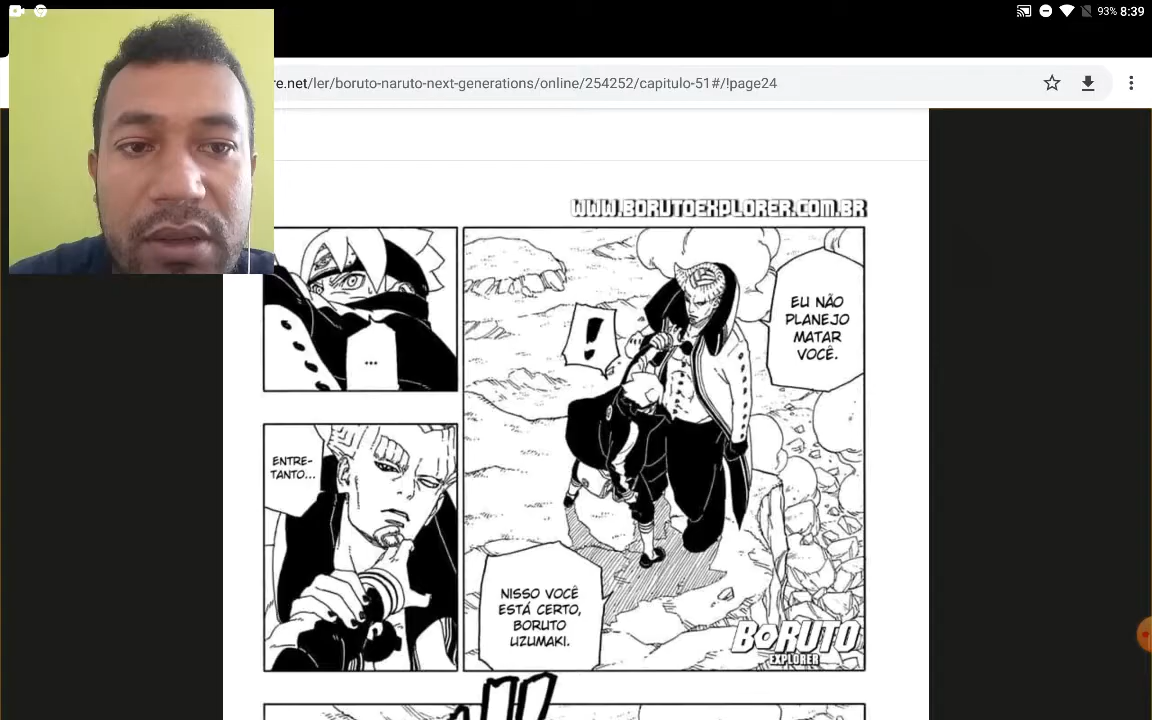 93% 8:39
re.net/ler/boruto-naruto-next-generations/online/254252/capitulo-51#/!page24
WWW.BORUTOEXPLORER.COM.BR
EU NÃO
PLANEJO
MATAR
VOCÊ.
!
...
NISSO VOCÊ
ESTÁ CERTO,
BORUTO
UZUMAKI.
ENTRE-
TANTO...
BORUTO
EXPLORER